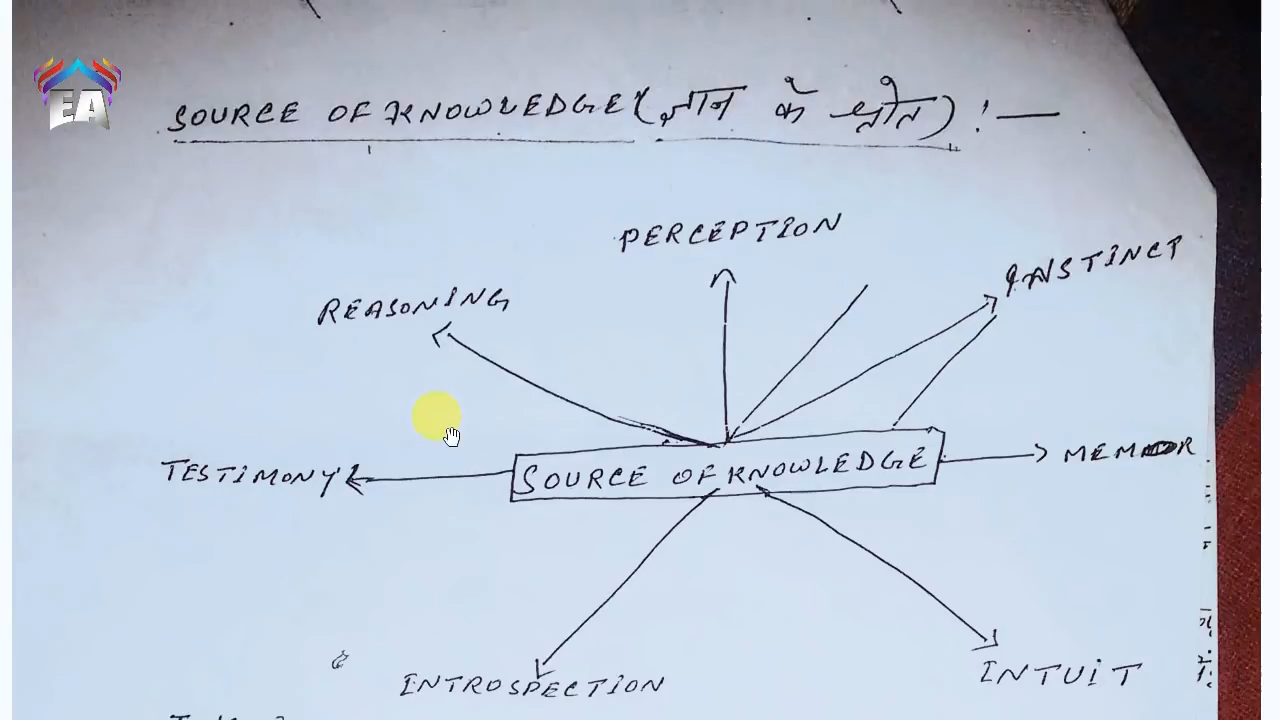 EA
SOURCE OF KNOWLEDGE (ज्ञान के श्रोत) :—
PERCEPTION
INSTINCT
REASONING
TESTIMONY
SOURCE OF KNOWLEDGE
MEMOR
INTROSPECTION
INTUIT